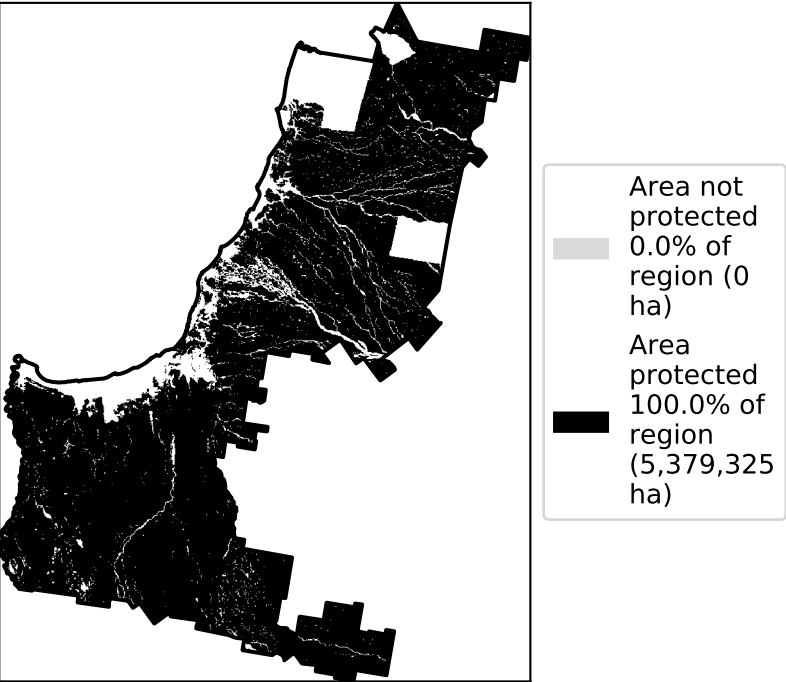 Area not
protected
0.0% of
region (0
ha)
Area
protected
100.0% of
region
(5,379,325
ha)